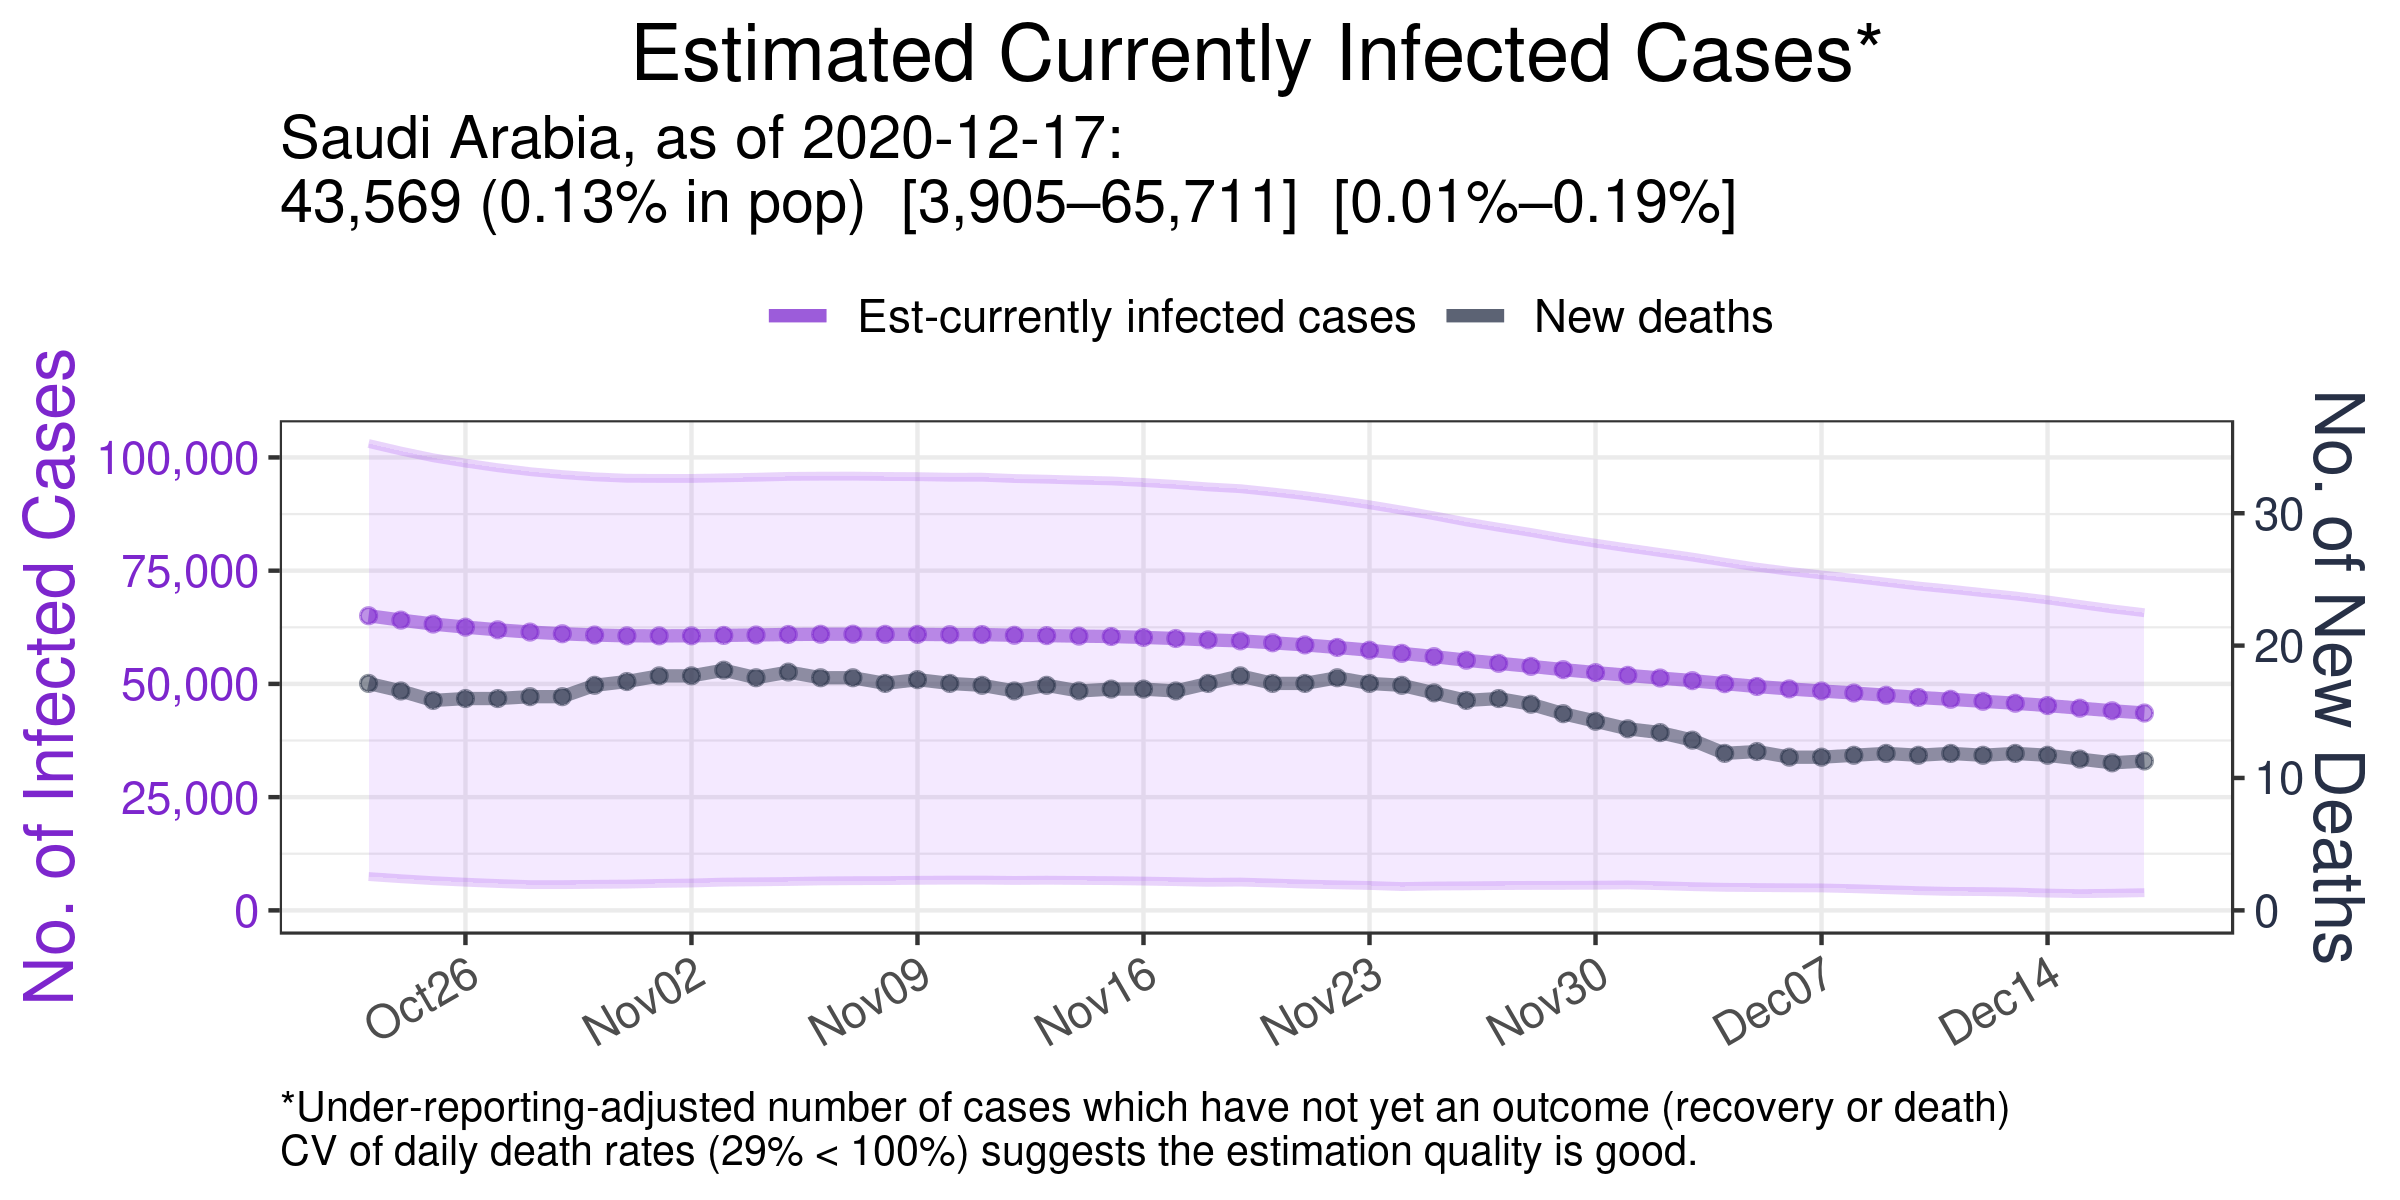 Estimated Currently Infected Cases*
Saudi Arabia, as of 2020-12-17:
43,569 (0.13% in pop)  [3,905–65,711]  [0.01%–0.19%]
Est-currently infected cases
New deaths
No. of Infected Cases
100,000
75,000
50,000
25,000
0
30
20
10
0
No. of New Deaths
Oct26
Nov02
Nov09
Nov16
Nov23
Nov30
Dec07
Dec14
*Under-reporting-adjusted number of cases which have not yet an outcome (recovery or death)
CV of daily death rates (29% < 100%) suggests the estimation quality is good.